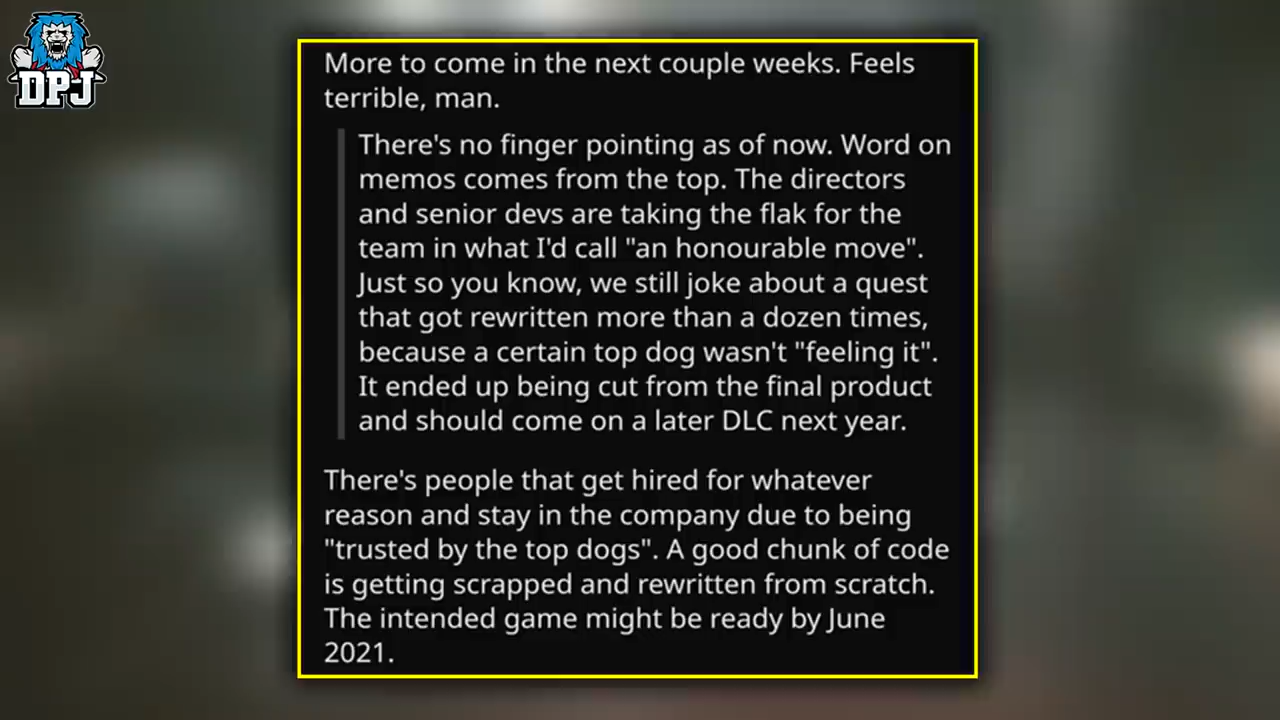 DPJ
More to come in the next couple weeks. Feels
terrible, man.
There's no finger pointing as of now. Word on
memos comes from the top. The directors
and senior devs are taking the flak for the
team in what I'd call "an honourable move".
Just so you know, we still joke about a quest
that got rewritten more than a dozen times,
because a certain top dog wasn't "feeling it".
It ended up being cut from the final product
and should come on a later DLC next year.
There's people that get hired for whatever
reason and stay in the company due to being
"trusted by the top dogs". A good chunk of code
is getting scrapped and rewritten from scratch.
The intended game might be ready by June
2021.